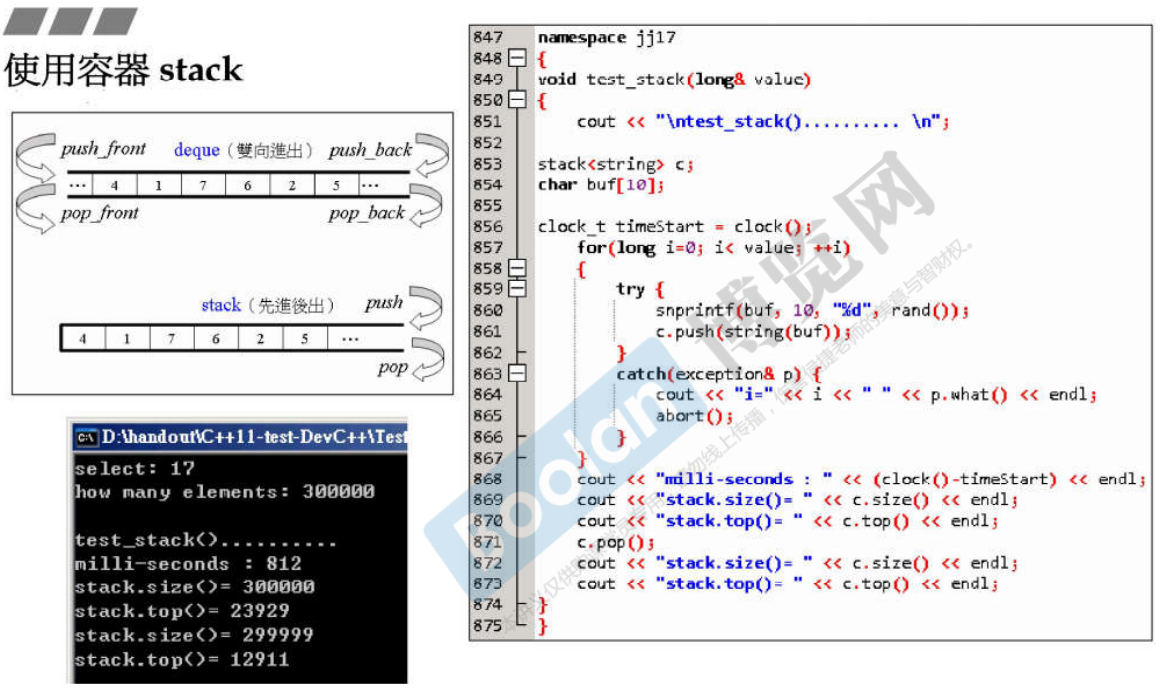 使用容器 stack
push_front deque（雙向進出） push_back
… 4 1 7 6 2 5 …
pop_front pop_back
stack（先進後出） push
4 1 7 6 2 5 …
pop
D:\handout\C++11-test-DevC++\Test
select: 17
how many elements: 300000
test_stack()..........
milli-seconds : 812
stack.size()= 300000
stack.top()= 23929
stack.size()= 299999
stack.top()= 12911
847 namespace jj17
848 {
849 void test_stack(long& value)
850 {
851 cout << "\ntest_stack().......... \n";
852
853 stack<string> c;
854 char buf[10];
855
856 clock_t timeStart = clock();
857 for(long i=0; i< value; ++i)
858 {
859 try {
860 snprintf(buf, 10, "%d", rand());
861 c.push(string(buf));
862 }
863 catch(exception& p) {
864 cout << "i=" << i << " " << p.what() << endl;
865 abort();
866 }
867 }
868 cout << "milli-seconds : " << (clock()-timeStart) << endl;
869 cout << "stack.size()= " << c.size() << endl;
870 cout << "stack.top()= " << c.top() << endl;
871 c.pop();
872 cout << "stack.size()= " << c.size() << endl;
873 cout << "stack.top()= " << c.top() << endl;
874 }
875 }
boolan
博览网